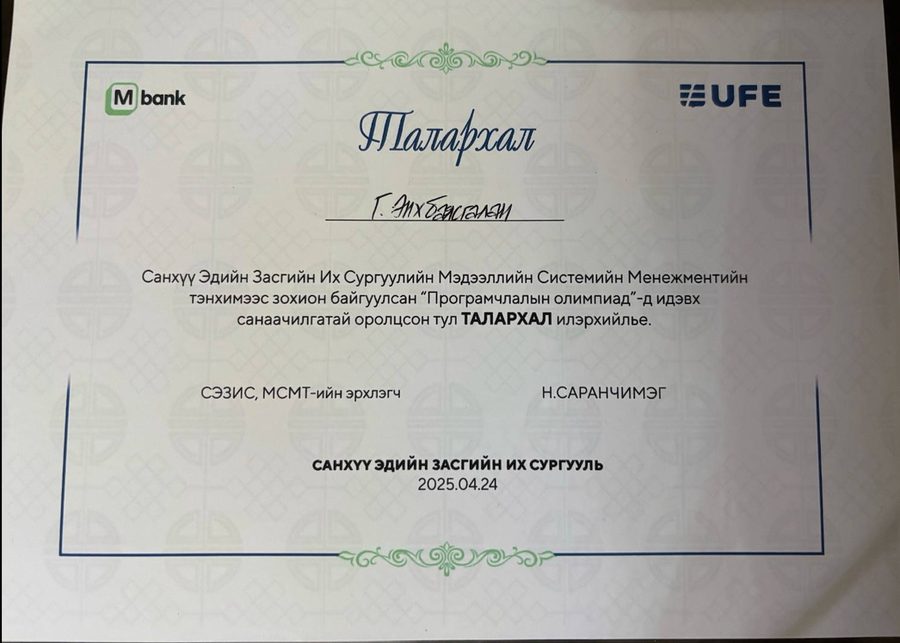 M bank
UFE
Талархал
Г. Энхбаясгалан
Санхүү Эдийн Засгийн Их Сургуулийн Мэдээллийн Системийн Менежментийн
тэнхимээс зохион байгуулсан “Програмчлалын олимпиад”-д идэвх
санаачилгатай оролцсон тул ТАЛАРХАЛ илэрхийлье.
СЭЗИС, МСМТ-ийн эрхлэгч
Н.САРАНЧИМЭГ
САНХҮҮ ЭДИЙН ЗАСГИЙН ИХ СУРГУУЛЬ
2025.04.24